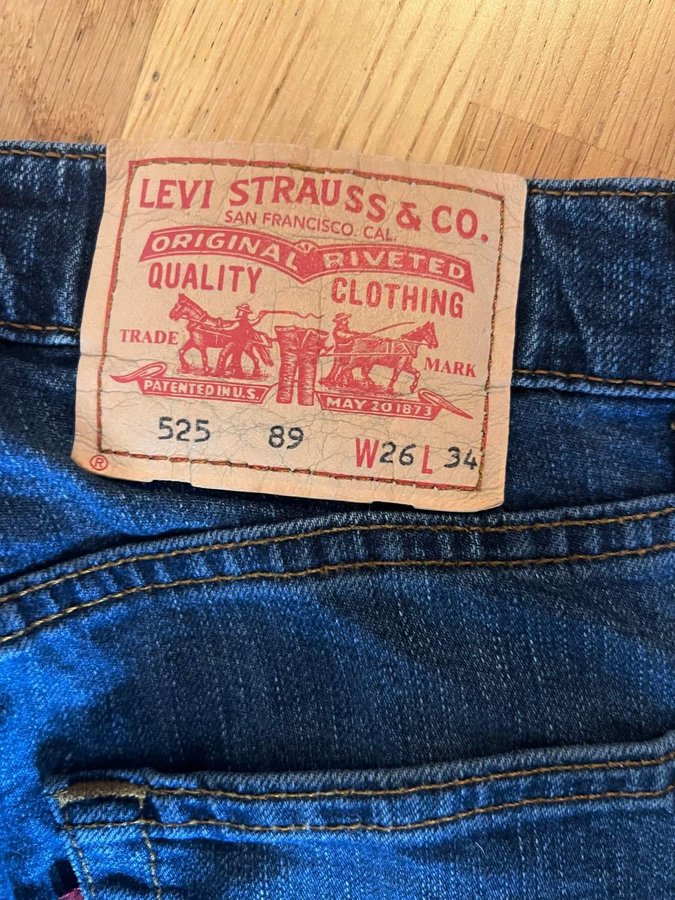 LEVI STRAUSS & CO.
SAN FRANCISCO, CAL.
ORIGINAL RIVETED
QUALITY CLOTHING
TRADE MARK
PATENTED IN U.S. MAY 20 1873
525 89 W26 L 34
®